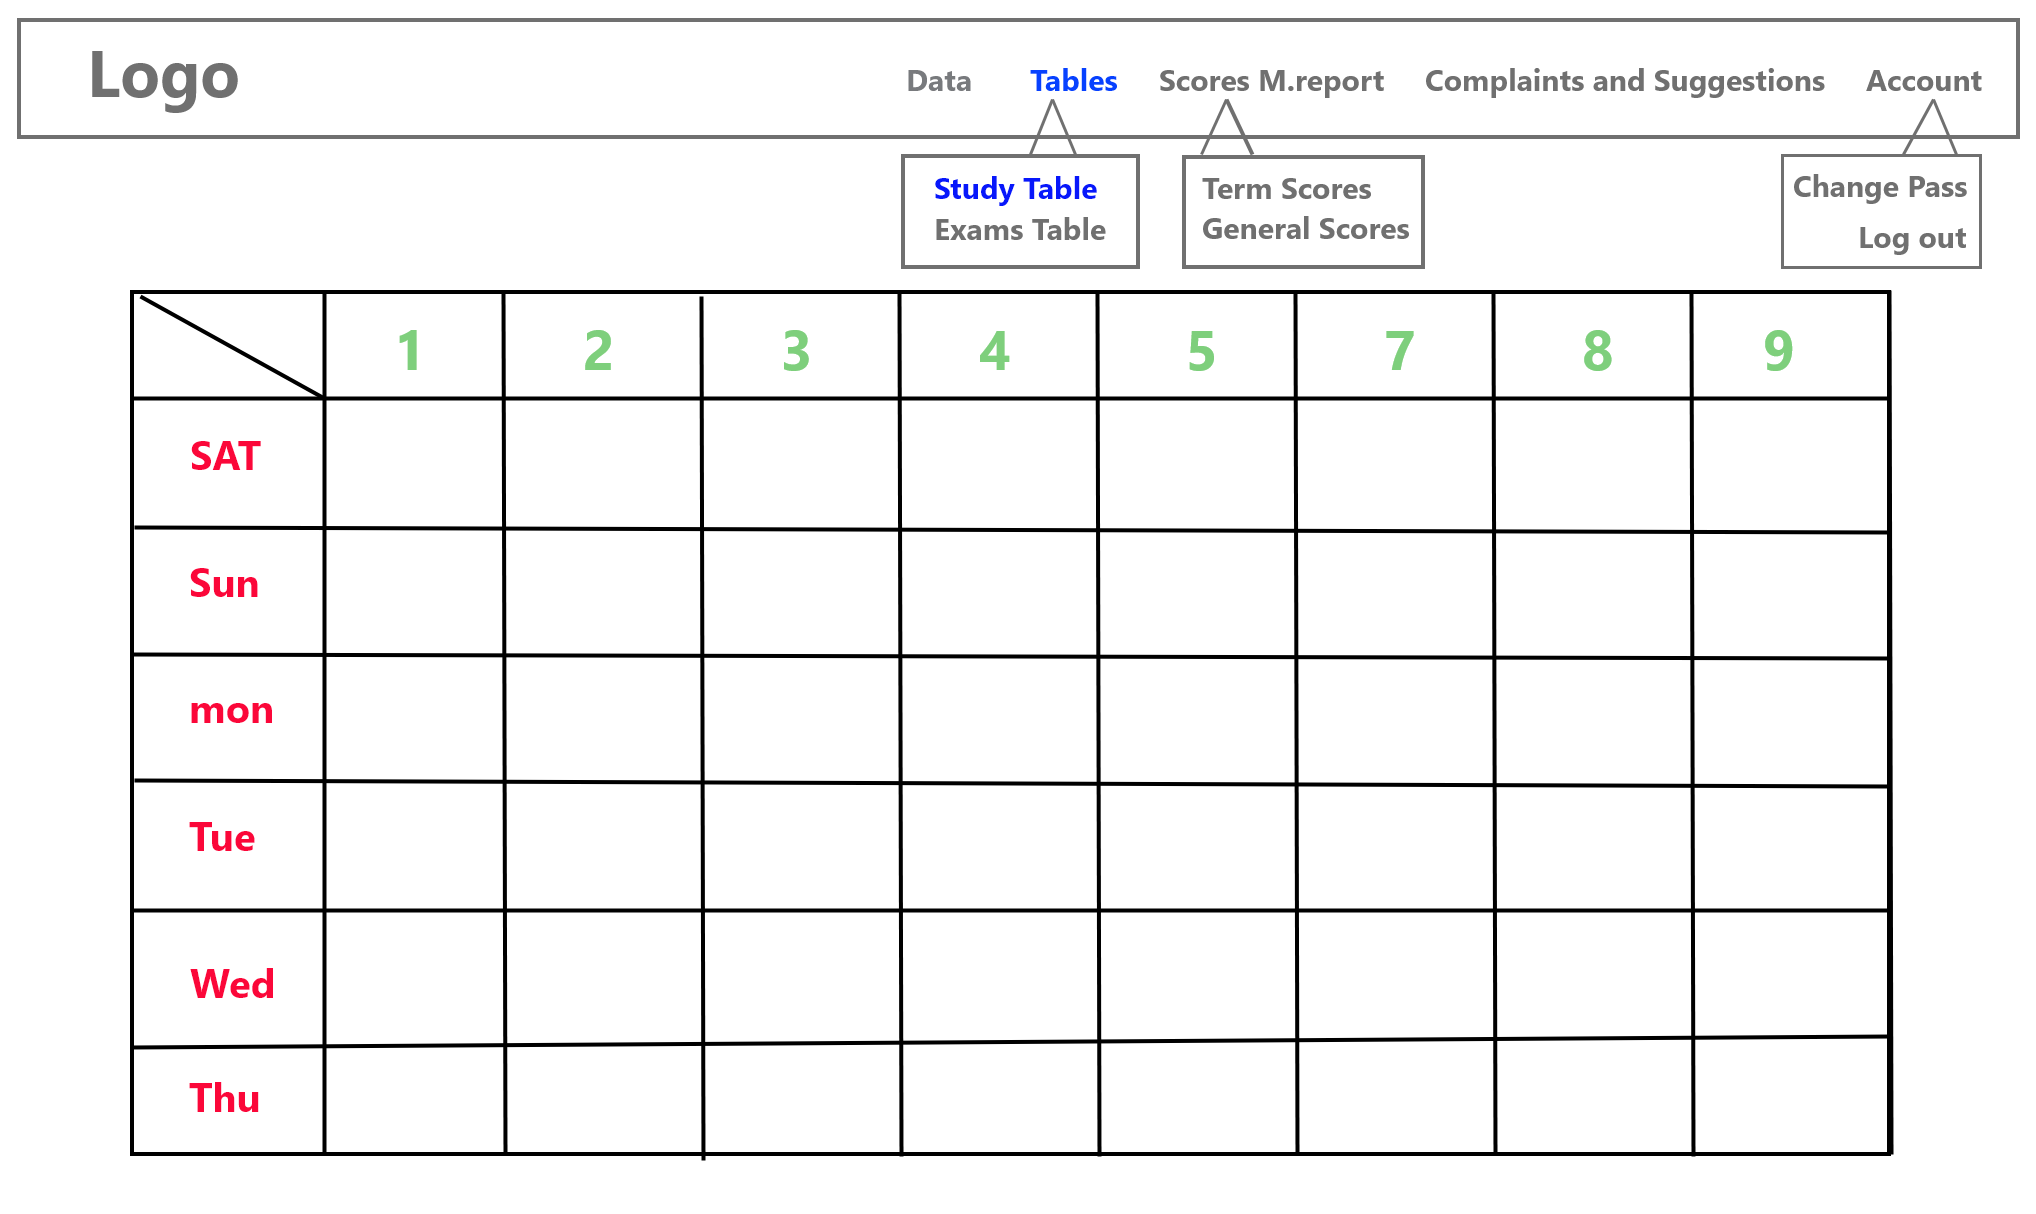 Logo
Data Tables Scores M.report Complaints and Suggestions Account
Study Table
Exams Table
Term Scores
General Scores
Change Pass
Log out
1 2 3 4 5 7 8 9
SAT
Sun
mon
Tue
Wed
Thu